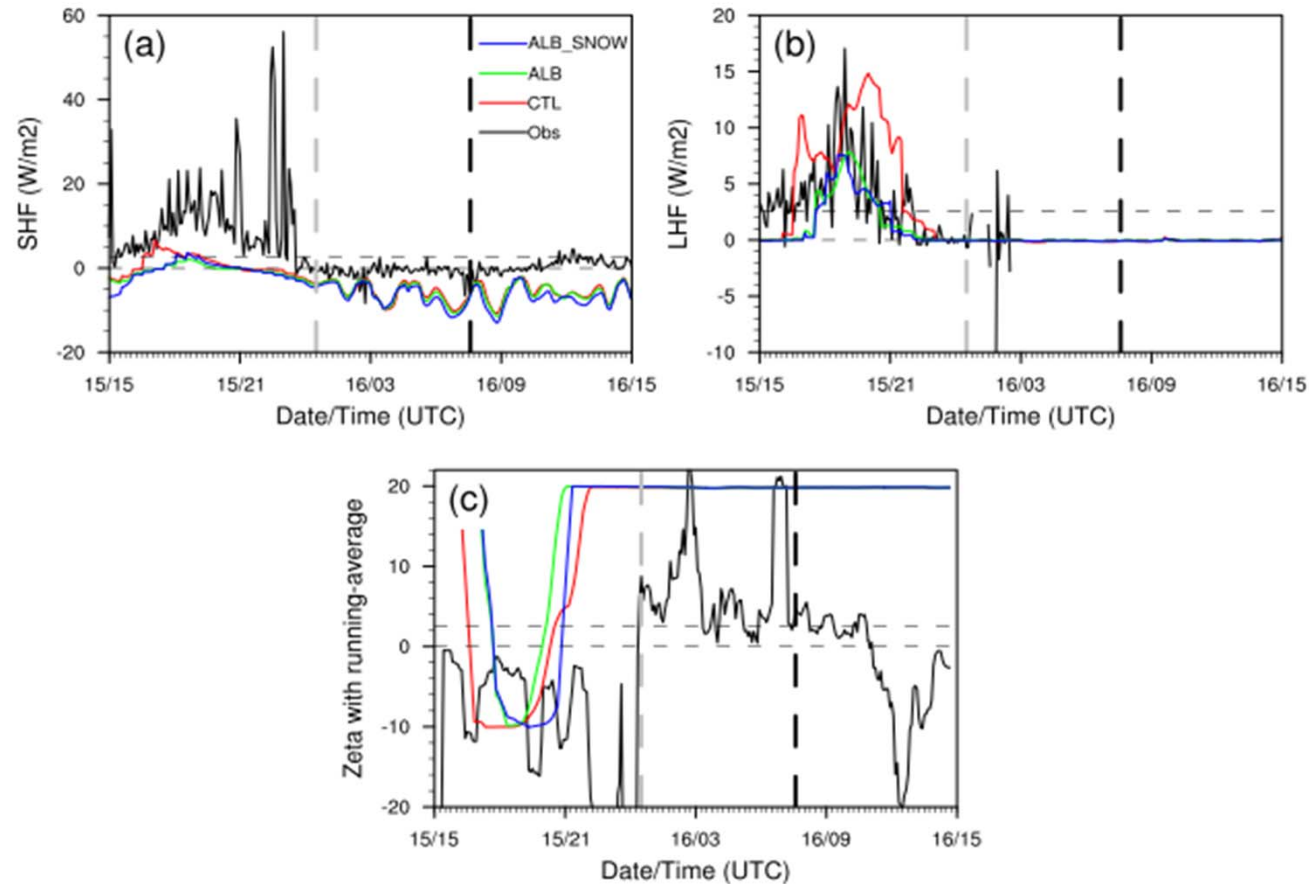 (a)
60
40
20
0
-20
SHF (W/m2)
ALB_SNOW
ALB
CTL
Obs
15/15 15/21 16/03 16/09 16/15
Date/Time (UTC)
(b)
20
15
10
5
0
-5
-10
LHF (W/m2)
15/15 15/21 16/03 16/09 16/15
Date/Time (UTC)
(c)
20
10
0
-10
-20
Zeta with running-average
15/15 15/21 16/03 16/09 16/15
Date/Time (UTC)